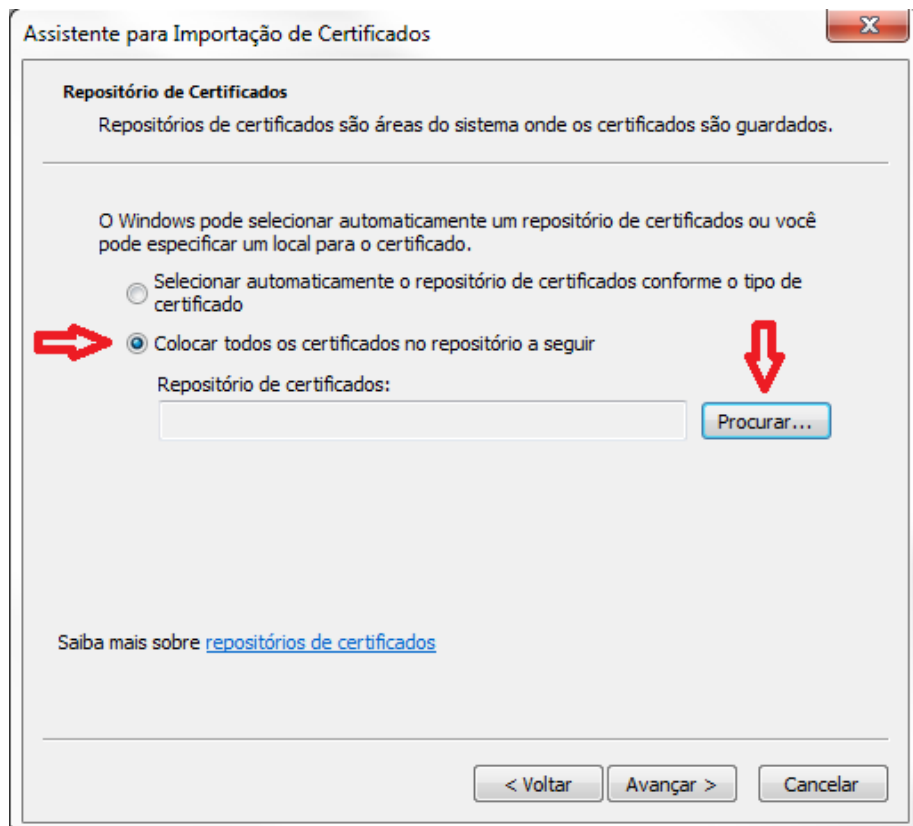 Assistente para Importação de Certificados
Repositório de Certificados
Repositórios de certificados são áreas do sistema onde os certificados são guardados.
O Windows pode selecionar automaticamente um repositório de certificados ou você
pode especificar um local para o certificado.
Selecionar automaticamente o repositório de certificados conforme o tipo de
certificado
Colocar todos os certificados no repositório a seguir
Repositório de certificados:
Procurar...
Saiba mais sobre repositórios de certificados
< Voltar
Avançar >
Cancelar